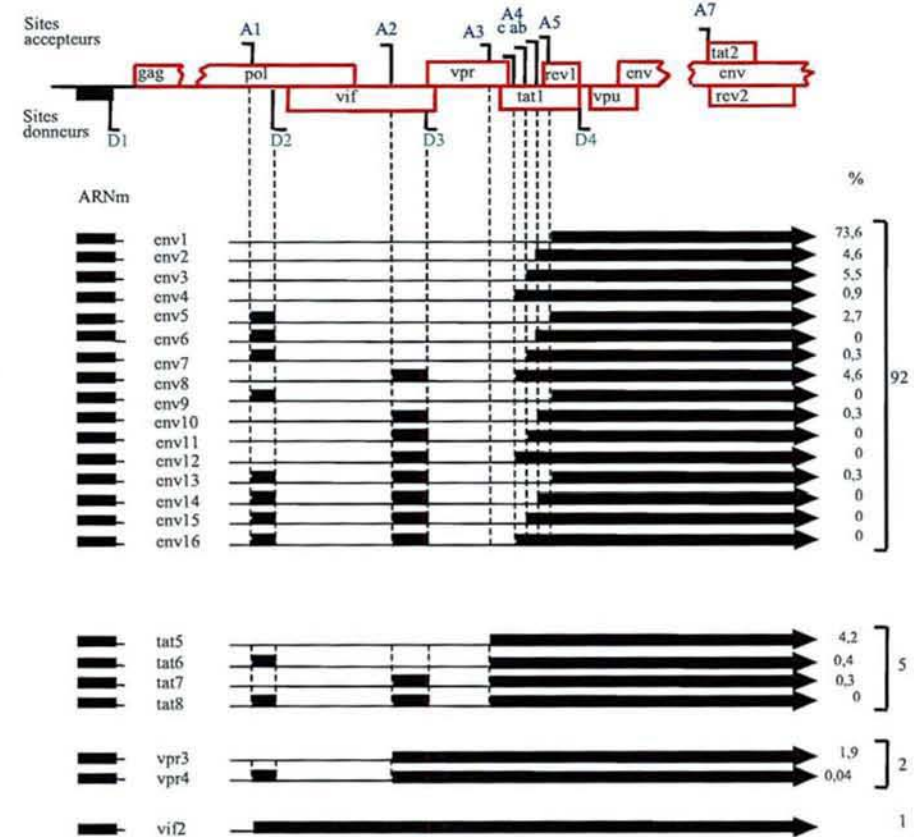 Sites
accepteurs
A1
A2
A3
A4
c ab
A5
A7
gag
pol
vpr
rev1
env
tat2
env
vif
tat1
vpu
rev2
Sites
donneurs
D1
D2
D3
D4
ARNm
%
env1 73,6
env2 4,6
env3 5,5
env4 0,9
env5 2,7
env6 0
env7 0,3
env8 4,6
92
env9 0
env10 0,3
env11 0
env12 0
env13 0,3
env14 0
env15 0
env16 0
tat5 4,2
tat6 0,4
5
tat7 0,3
tat8 0
vpr3 1,9
2
vpr4 0,04
vif2 1